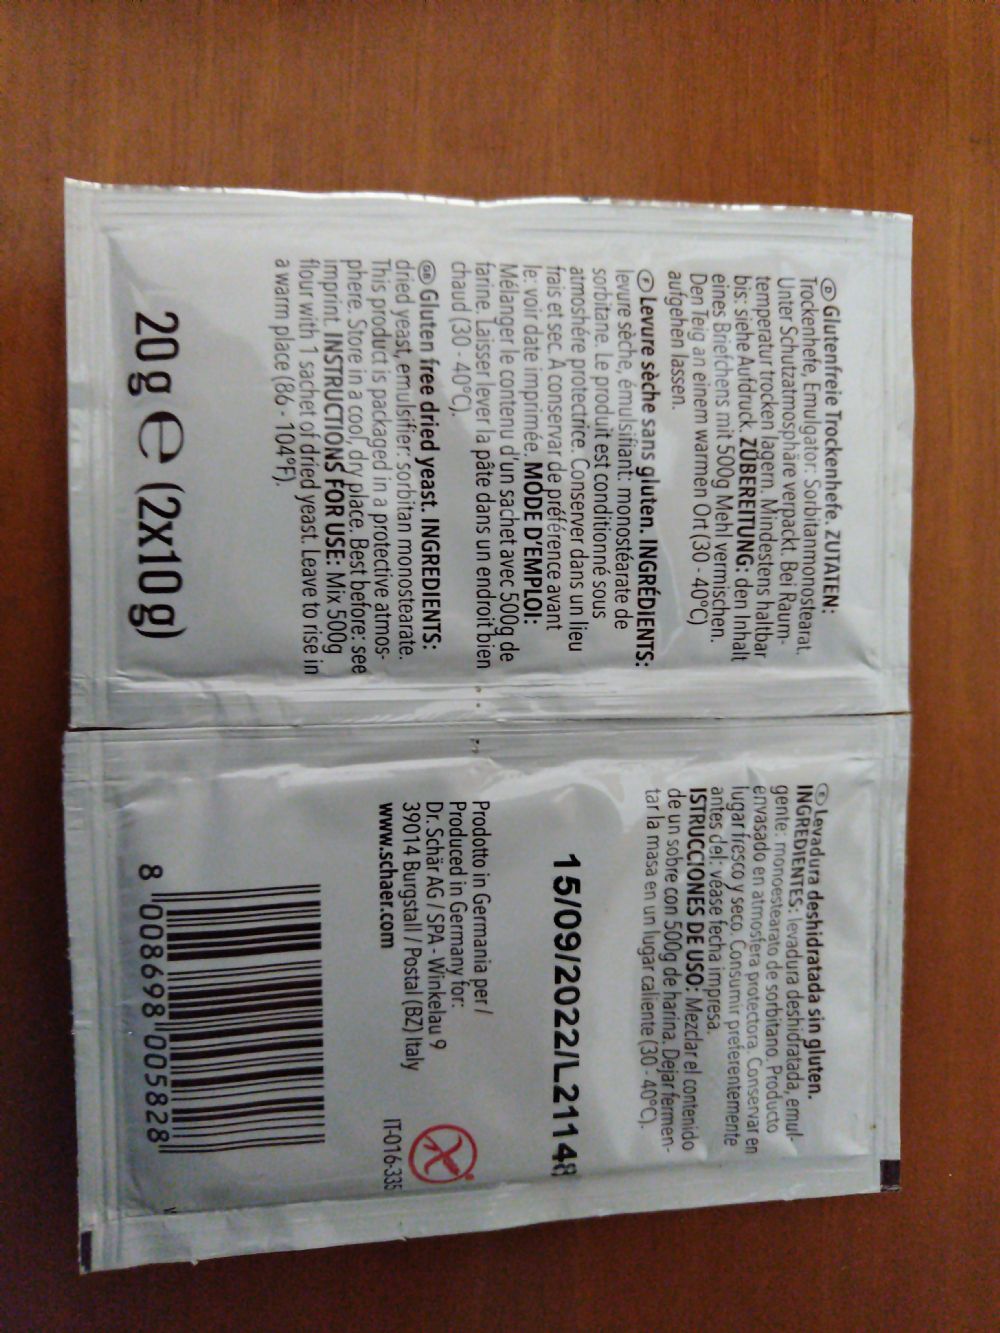 Ⓓ Glutenfreie Trockenhefe. ZUTATEN:
Trockenhefe, Emulgator: Sorbitanmonostearat.
Unter Schutzatmosphäre verpackt. Bei Raum-
temperatur trocken lagern. Mindestens haltbar
bis: siehe Aufdruck. ZUBEREITUNG: den Inhalt
eines Briefchens mit 500g Mehl vermischen.
Den Teig an einem warmen Ort (30 - 40°C)
aufgehen lassen.
Ⓕ Levure sèche sans gluten. INGRÉDIENTS:
levure sèche, émulsifiant: monostéarate de
sorbitane. Le produit est conditionné sous
atmoshère protectrice. Conserver dans un lieu
frais et sec. A conservar de préférence avant
le: voir date imprimée. MODE D'EMPLOI:
Mélanger le contenu d'un sachet avec 500g de
farine. Laisser lever la pâte dans un endroit bien
chaud (30 - 40°C).
GB Gluten free dried yeast. INGREDIENTS:
dried yeast, emulsifier: sorbitan monostearate.
This product is packaged in a protective atmos-
phere. Store in a cool, dry place. Best before: see
imprint. INSTRUCTIONS FOR USE: Mix 500g
flour with 1 sachet of dried yeast. Leave to rise in
a warm place (86 - 104°F).
20 g e (2x10 g)
Ⓔ Levadura deshidratada sin gluten.
INGREDIENTES: levadura deshidratada, emul-
gente: monoestearato de sorbitano. Producto
envasado en atmosfera protectora. Conservar en
lugar fresco y seco. Consumir preferentemente
antes del: véase fecha impresa.
ISTRUCCIONES DE USO: Mezclar el contenido
de un sobre con 500g de harina. Dejar fermen-
tar la masa en un lugar caliente (30 - 40°C).
15/09/2022/L21148
Prodotto in Germania per /
Produced in Germany for:
Dr. Schär AG / SPA - Winkelau 9
39014 Burgstall / Postal (BZ) Italy
www.schaer.com
IT-016-335
8 008698 005828